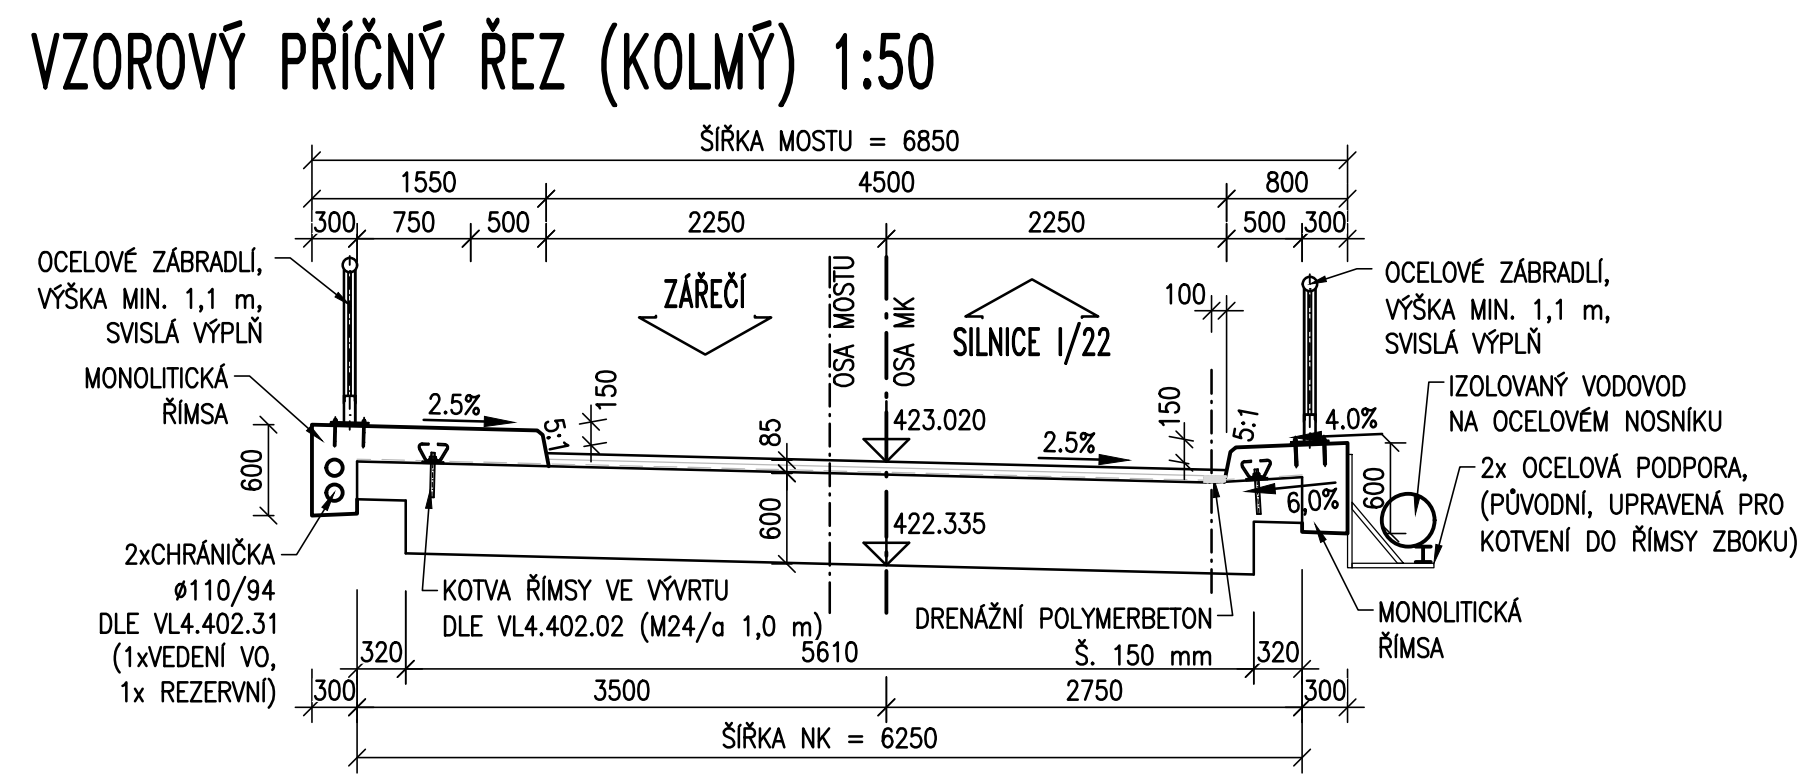 VZOROVÝ PŘÍČNÝ ŘEZ (KOLMÝ) 1:50
ŠÍŘKA MOSTU = 6850
1550 4500 800
300 750 500 2250 2250 500 300
OCELOVÉ ZÁBRADLÍ,
VÝŠKA MIN. 1,1 m,
SVISLÁ VÝPLŇ
MONOLITICKÁ
ŘÍMSA
600
2.5%
5:1
150
ZÁŘEČÍ
OSA MOSTU
OSA MK
SILNICE I/22
100
OCELOVÉ ZÁBRADLÍ,
VÝŠKA MIN. 1,1 m,
SVISLÁ VÝPLŇ
85
423.020
2.5%
150
5:1
4.0%
IZOLOVANÝ VODOVOD
NA OCELOVÉM NOSNÍKU
600
422.335
6,0%
600
2x OCELOVÁ PODPORA,
(PŮVODNÍ, UPRAVENÁ PRO
KOTVENÍ DO ŘÍMSY ZBOKU)
2xCHRÁNIČKA
ø110/94
DLE VL4.402.31
(1xVEDENÍ VO,
1x REZERVNÍ)
KOTVA ŘÍMSY VE VÝVRTU
DLE VL4.402.02 (M24/a 1,0 m)
DRENÁŽNÍ POLYMERBETON
Š. 150 mm
MONOLITICKÁ
ŘÍMSA
320 5610 320
300 3500 2750 300
ŠÍŘKA NK = 6250